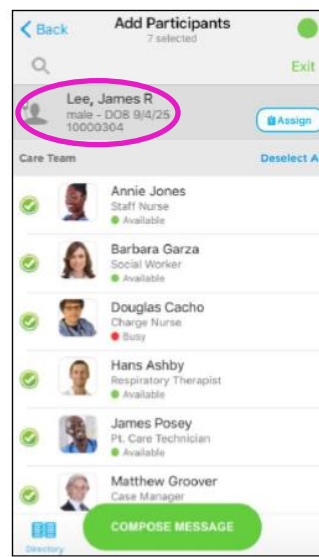 Back
Add Participants
7 selected
Exit
Lee, James R
male - DOB 9/4/25
10000304
Assign
Care Team
Deselect A
Annie Jones
Staff Nurse
Available
Barbara Garza
Social Worker
Available
Douglas Cacho
Charge Nurse
Busy
Hans Ashby
Respiratory Therapist
Available
James Posey
Pt. Care Technician
Available
Matthew Groover
Case Manager
COMPOSE MESSAGE
Directory